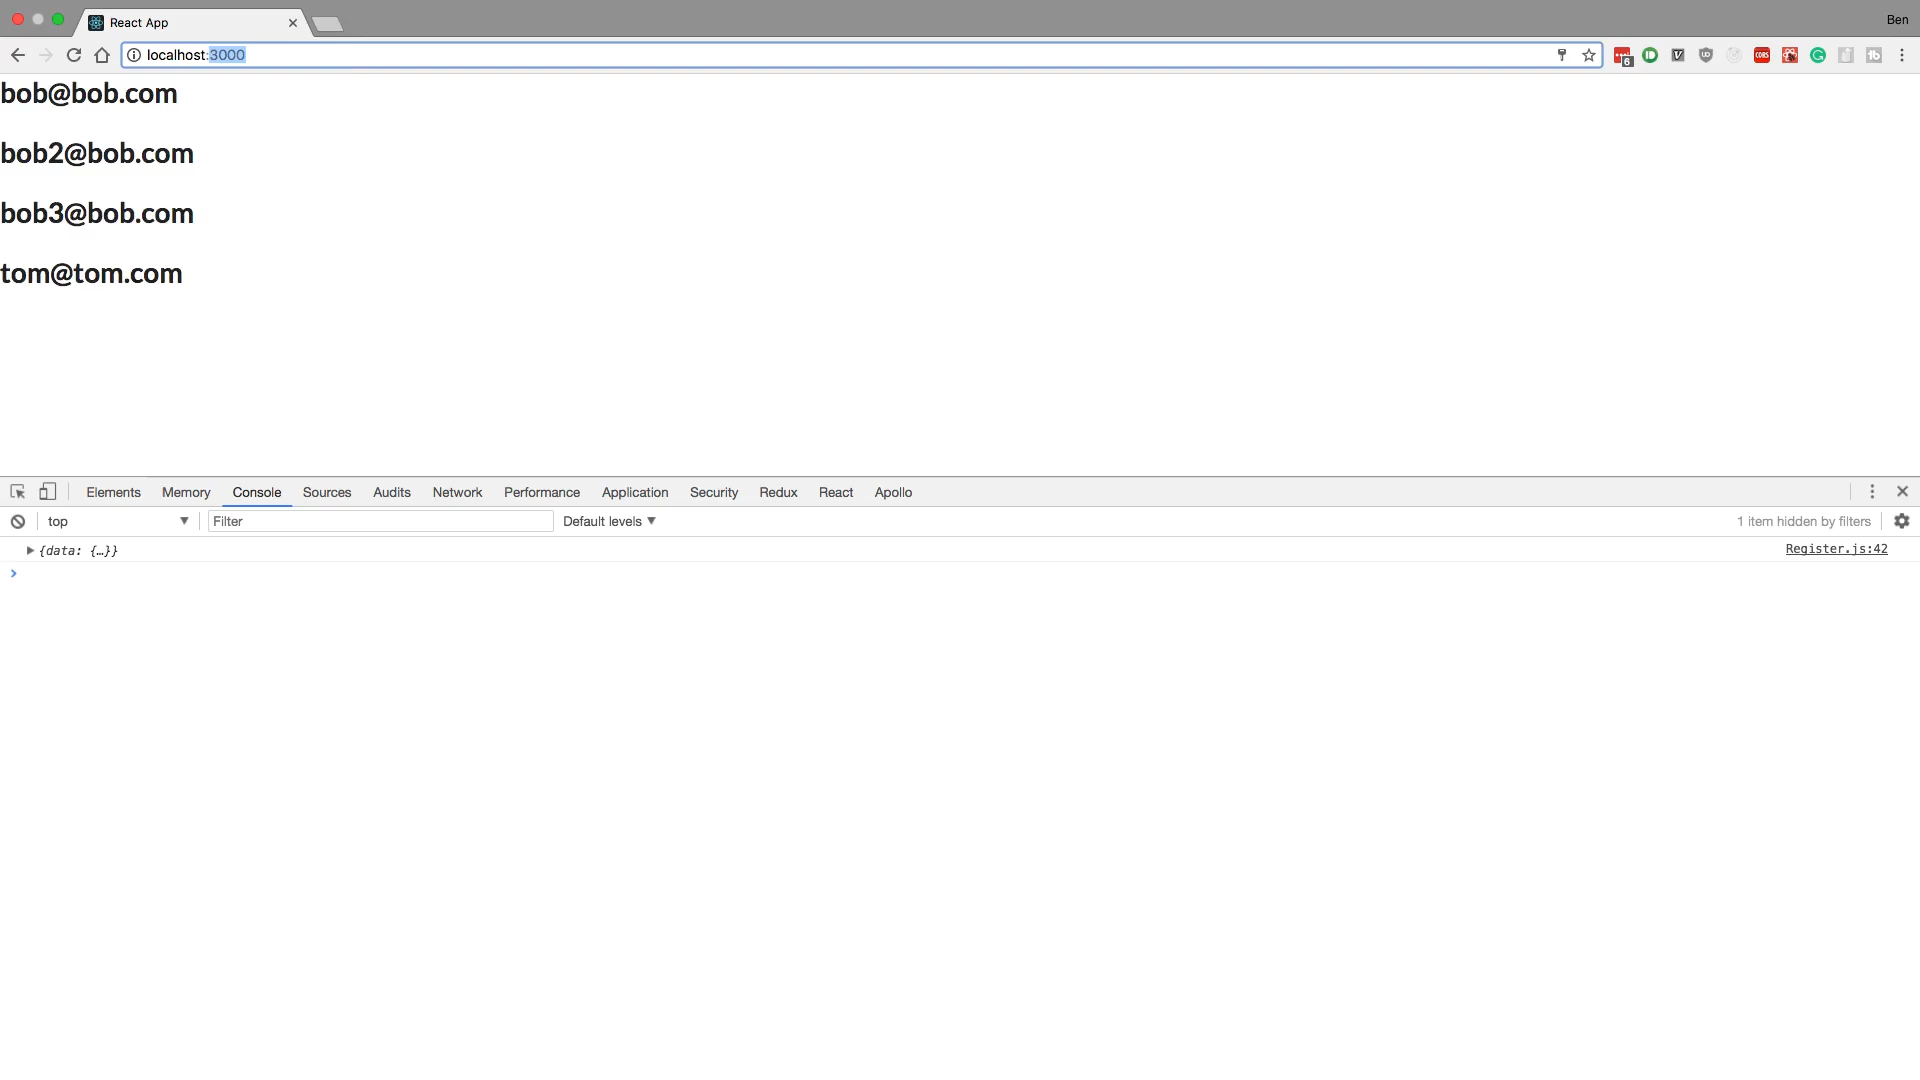 React App
Ben
localhost:3000
6
CORS
bob@bob.com
bob2@bob.com
bob3@bob.com
tom@tom.com
Elements Memory Console Sources Audits Network Performance Application Security Redux React Apollo
top ▼ Filter Default levels ▼ 1 item hidden by filters
▶ {data: {…}} Register.js:42